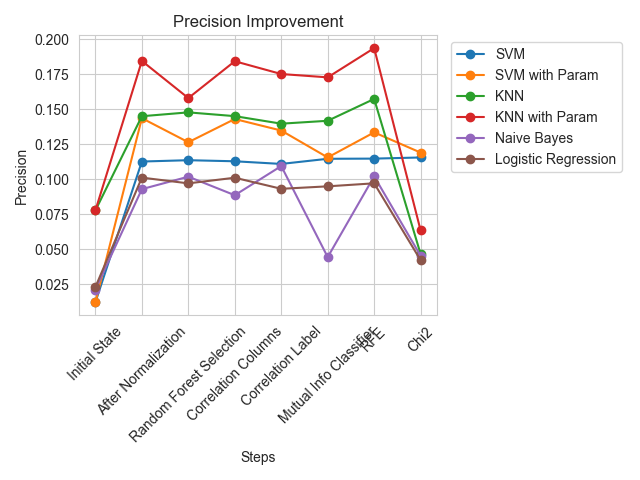 Precision Improvement
0.200
0.175
0.150
0.125
0.100
0.075
0.050
0.025
Precision
Initial State
After Normalization
Random Forest Selection
Correlation Columns
Correlation Label
Mutual Info Classifier
RFE
Chi2
Steps
SVM
SVM with Param
KNN
KNN with Param
Naive Bayes
Logistic Regression